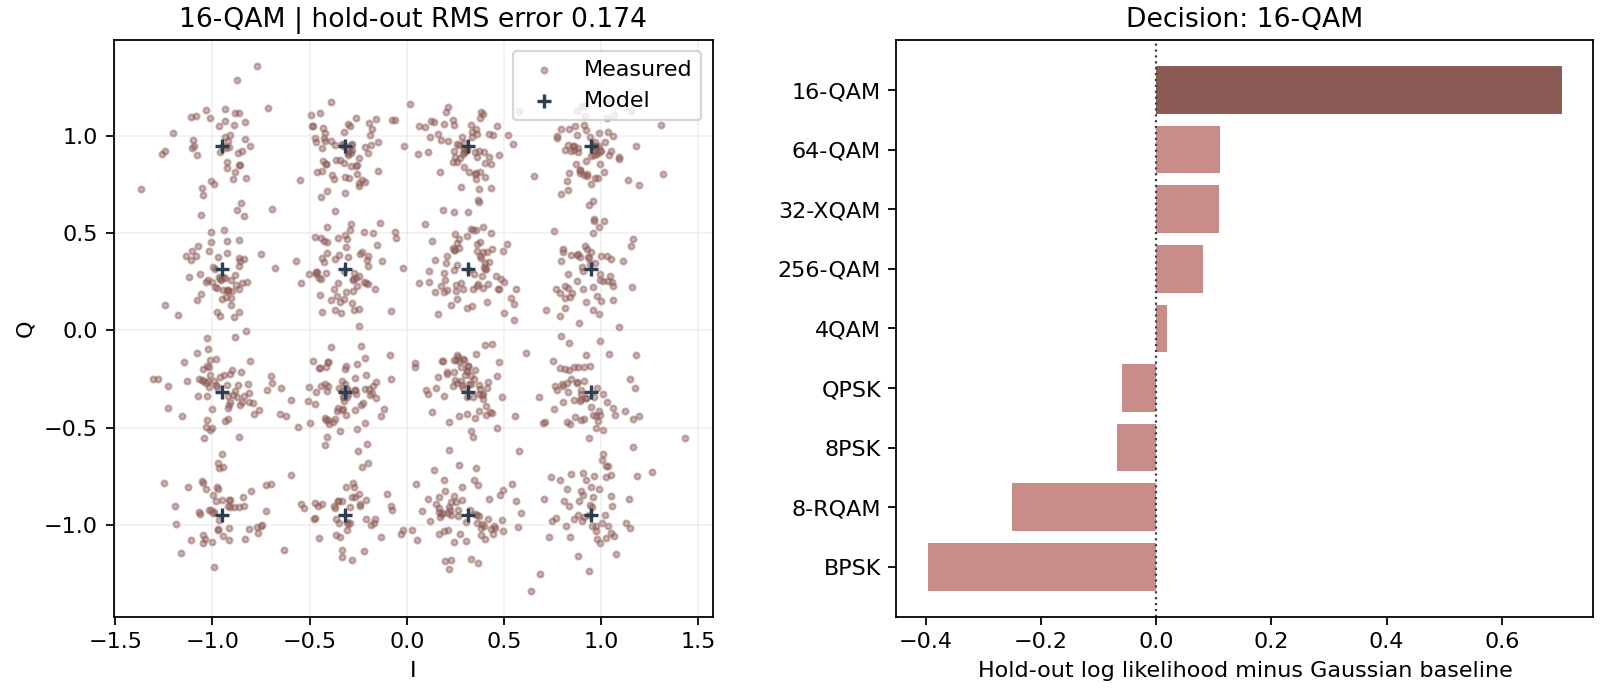 16-QAM | hold-out RMS error 0.174
Measured
Model
1.0
0.5
0.0
−0.5
−1.0
Q
−1.5
−1.0
−0.5
0.0
0.5
1.0
1.5
I
Decision: 16-QAM
16-QAM
64-QAM
32-XQAM
256-QAM
4QAM
QPSK
8PSK
8-RQAM
BPSK
−0.4
−0.2
0.0
0.2
0.4
0.6
Hold-out log likelihood minus Gaussian baseline